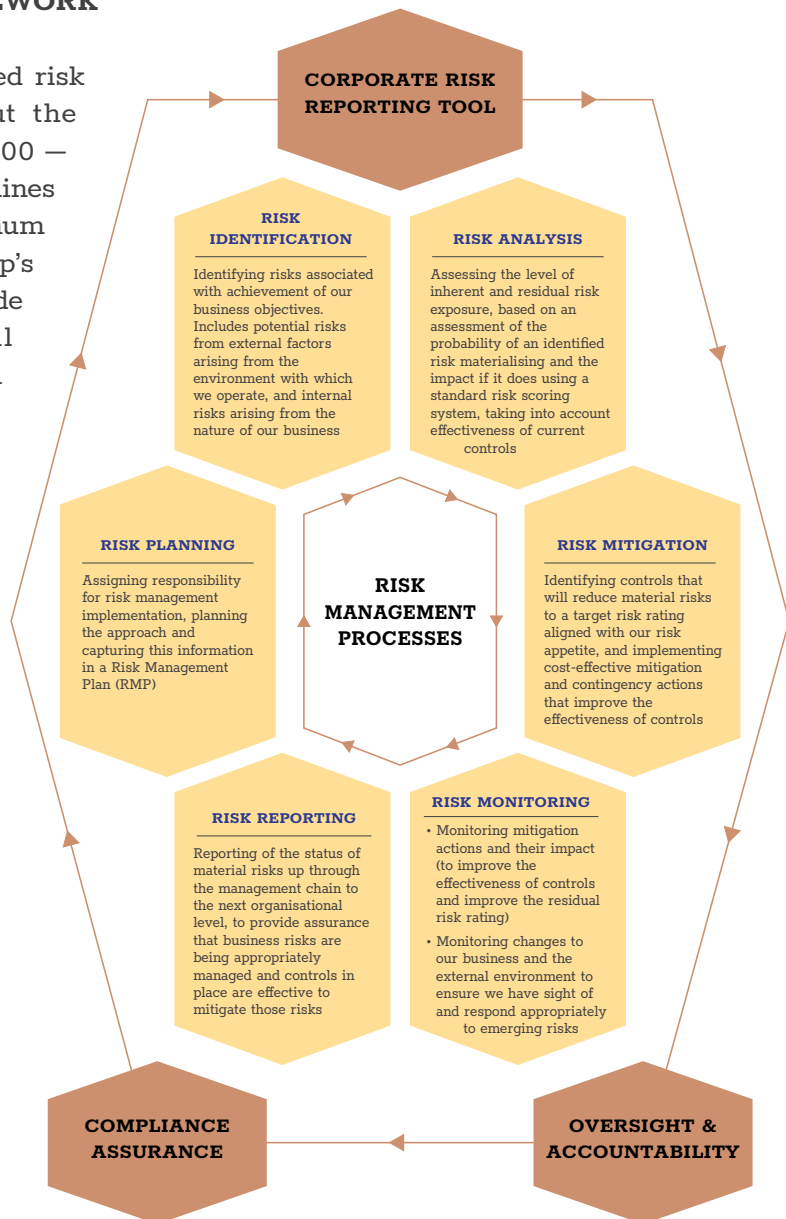 ed risk
ut the
00 —
CORPORATE RISK
REPORTING TOOL
RISK
IDENTIFICATION
Identifying risks associated
with achievement of our
business objectives.
Includes potential risks
from external factors
arising from the
environment with which
we operate, and internal
risks arising from the
nature of our business
RISK ANALYSIS
Assessing the level of
inherent and residual risk
exposure, based on an
assessment of the
probability of an identified
risk materialising and the
impact if it does using a
standard risk scoring
system, taking into account
effectiveness of current
controls
RISK PLANNING
Assigning responsibility
for risk management
implementation, planning
the approach and
capturing this information
in a Risk Management
Plan (RMP)
RISK
MANAGEMENT
PROCESSES
RISK MITIGATION
Identifying controls that
will reduce material risks
to a target risk rating
aligned with our risk
appetite, and implementing
cost-effective mitigation
and contingency actions
that improve the
effectiveness of controls
RISK REPORTING
Reporting of the status of
material risks up through
the management chain to
the next organisational
level, to provide assurance
that business risks are
being appropriately
managed and controls in
place are effective to
mitigate those risks
RISK MONITORING
• Monitoring mitigation
actions and their impact
(to improve the
effectiveness of controls
and improve the residual
risk rating)
• Monitoring changes to
our business and the
external environment to
ensure we have sight of
and respond appropriately
to emerging risks
COMPLIANCE
ASSURANCE
OVERSIGHT &
ACCOUNTABILITY